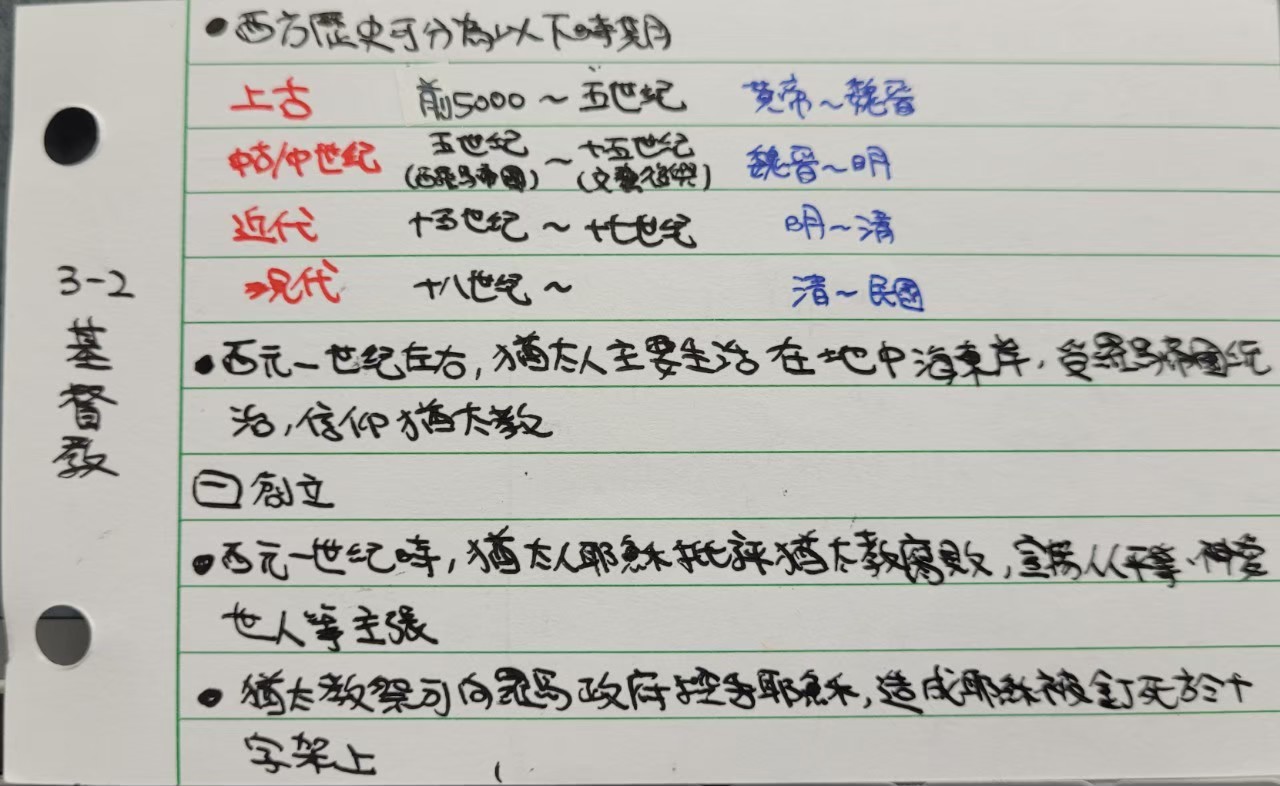 3-2
基督教
●西方歷史可分為以下時期
上古 前5000～五世紀 黃帝～魏晉
中古/中世紀 五世紀(西羅馬帝國)～十五世紀(文藝復興) 魏晉～明
近代 十五世紀～十七世紀 明～清
現代 十八世紀～ 清～民國
●西元一世紀左右,猶太人主要生活在地中海東岸,受羅馬帝國統
治,信仰猶太教
㊀創立
●西元一世紀時,猶太人耶穌批評猶太教腐敗,宣揚人人平等、神愛
世人等主張
●猶太教祭司向羅馬政府控告耶穌,造成耶穌被釘死於十
字架上